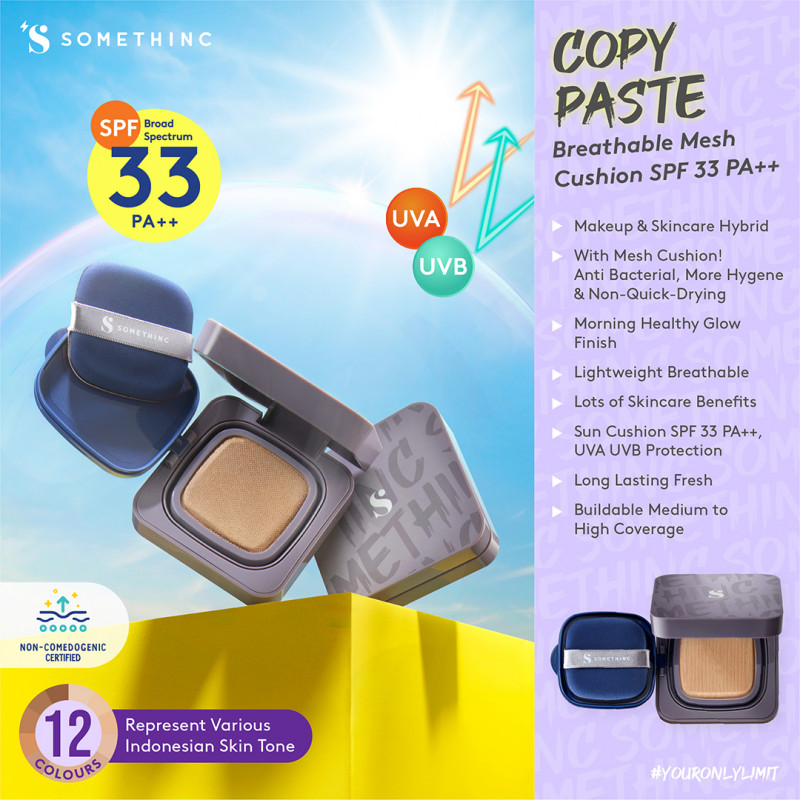 SOMETHINC
SPF Broad
Spectrum
33
PA++
UVA
UVB
SOMETHINC
NON-COMEDOGENIC
CERTIFIED
12
COLOURS
Represent Various
Indonesian Skin Tone
COPY
PASTE
Breathable Mesh
Cushion SPF 33 PA++
Makeup & Skincare Hybrid
With Mesh Cushion!
Anti Bacterial, More Hygene
& Non-Quick-Drying
Morning Healthy Glow
Finish
Lightweight Breathable
Lots of Skincare Benefits
Sun Cushion SPF 33 PA++,
UVA UVB Protection
Long Lasting Fresh
Buildable Medium to
High Coverage
SOMETHINC
#YOURONLYLIMIT